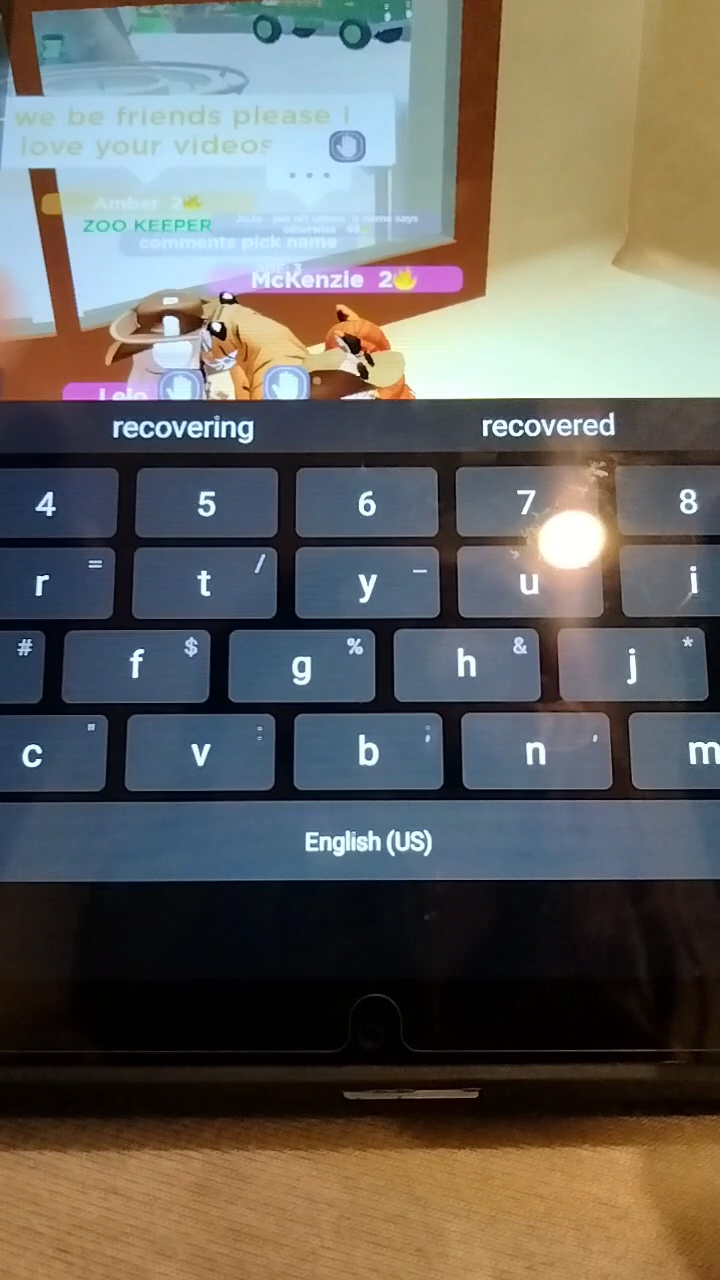 we be friends please I
love your videos
Amber 2
ZOO KEEPER
comments pick name
McKenzie 2
recovering recovered
4 5 6 7 8
= / _
r t y u i
# $ % & *
f g h j
" : ; '
c v b n m
English (US)